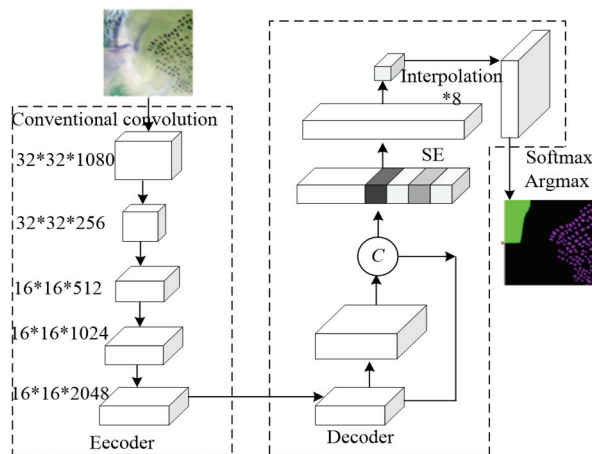 Conventional convolution
32*32*1080
32*32*256
16*16*512
16*16*1024
16*16*2048
Eecoder
Interpolation
*8
SE
C
Decoder
Softmax
Argmax